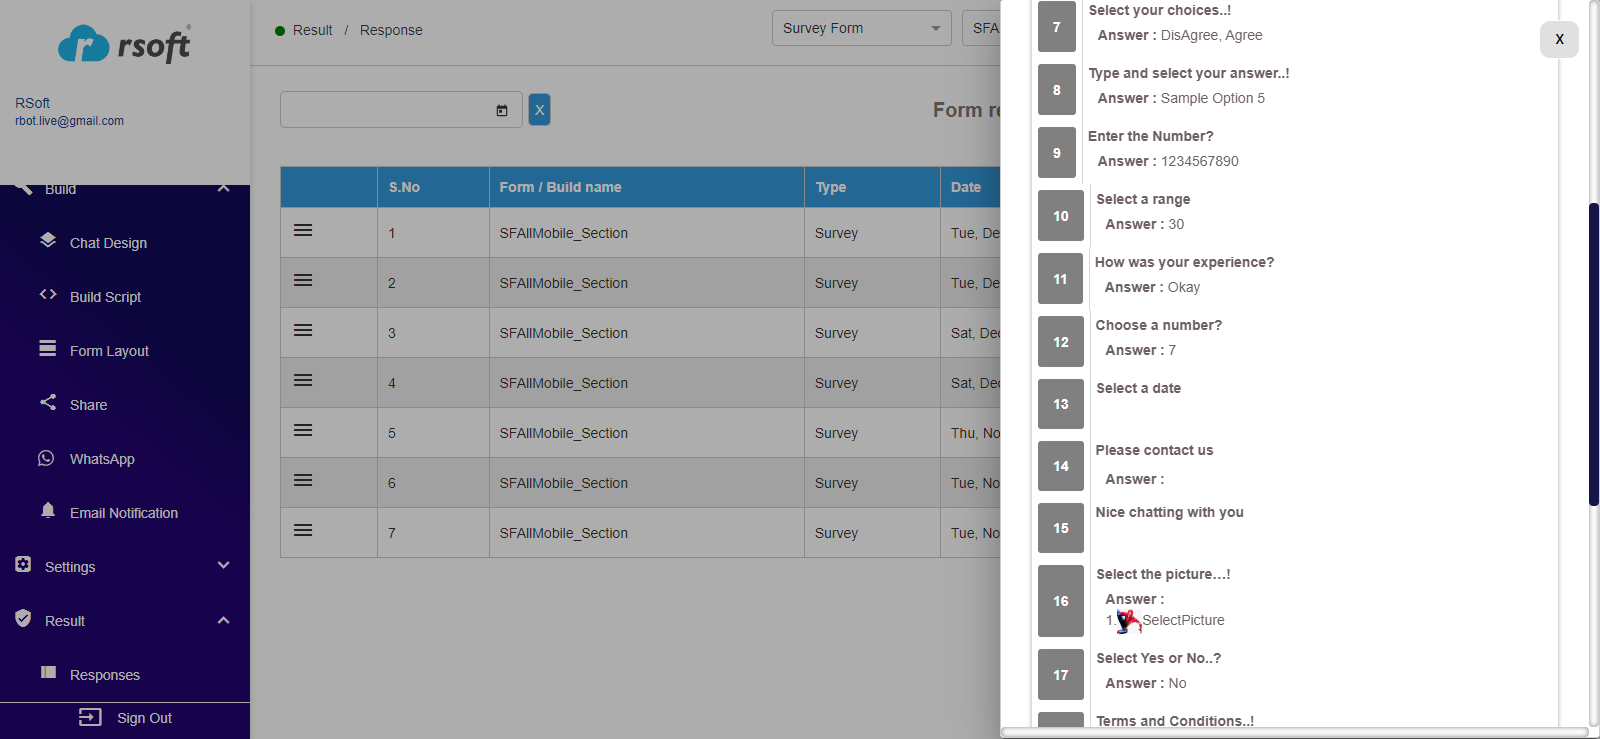 rsoft
RSoft
rbot.live@gmail.com
Build
Chat Design
Build Script
Form Layout
Share
WhatsApp
Email Notification
Settings
Result
Responses
Sign Out
Result / Response
Survey Form
SFA
X
Form re
S.No Form / Build name Type Date
1 SFAllMobile_Section Survey Tue, De
2 SFAllMobile_Section Survey Tue, De
3 SFAllMobile_Section Survey Sat, Dec
4 SFAllMobile_Section Survey Sat, Dec
5 SFAllMobile_Section Survey Thu, No
6 SFAllMobile_Section Survey Tue, No
7 SFAllMobile_Section Survey Tue, No
X
7 Select your choices..!
Answer : DisAgree, Agree
8 Type and select your answer..!
Answer : Sample Option 5
9 Enter the Number?
Answer : 1234567890
10 Select a range
Answer : 30
11 How was your experience?
Answer : Okay
12 Choose a number?
Answer : 7
13 Select a date
14 Please contact us
Answer :
15 Nice chatting with you
16 Select the picture...!
Answer :
1. SelectPicture
17 Select Yes or No..?
Answer : No
Terms and Conditions..!